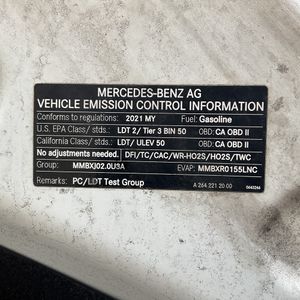 MERCEDES-BENZ AG
VEHICLE EMISSION CONTROL INFORMATION
Conforms to regulations: 2021 MY Fuel: Gasoline
U.S. EPA Class/ stds.: LDT 2/ Tier 3 BIN 50 OBD: CA OBD II
California Class/ stds.: LDT/ ULEV 50 OBD: CA OBD II
No adjustments needed. DFI/TC/CAC/WR-HO2S/HO2S/TWC
Group: MMBXJ02.0U3A EVAP: MMBXR0155LNC
Remarks: PC/LDT Test Group A 264 221 20 00